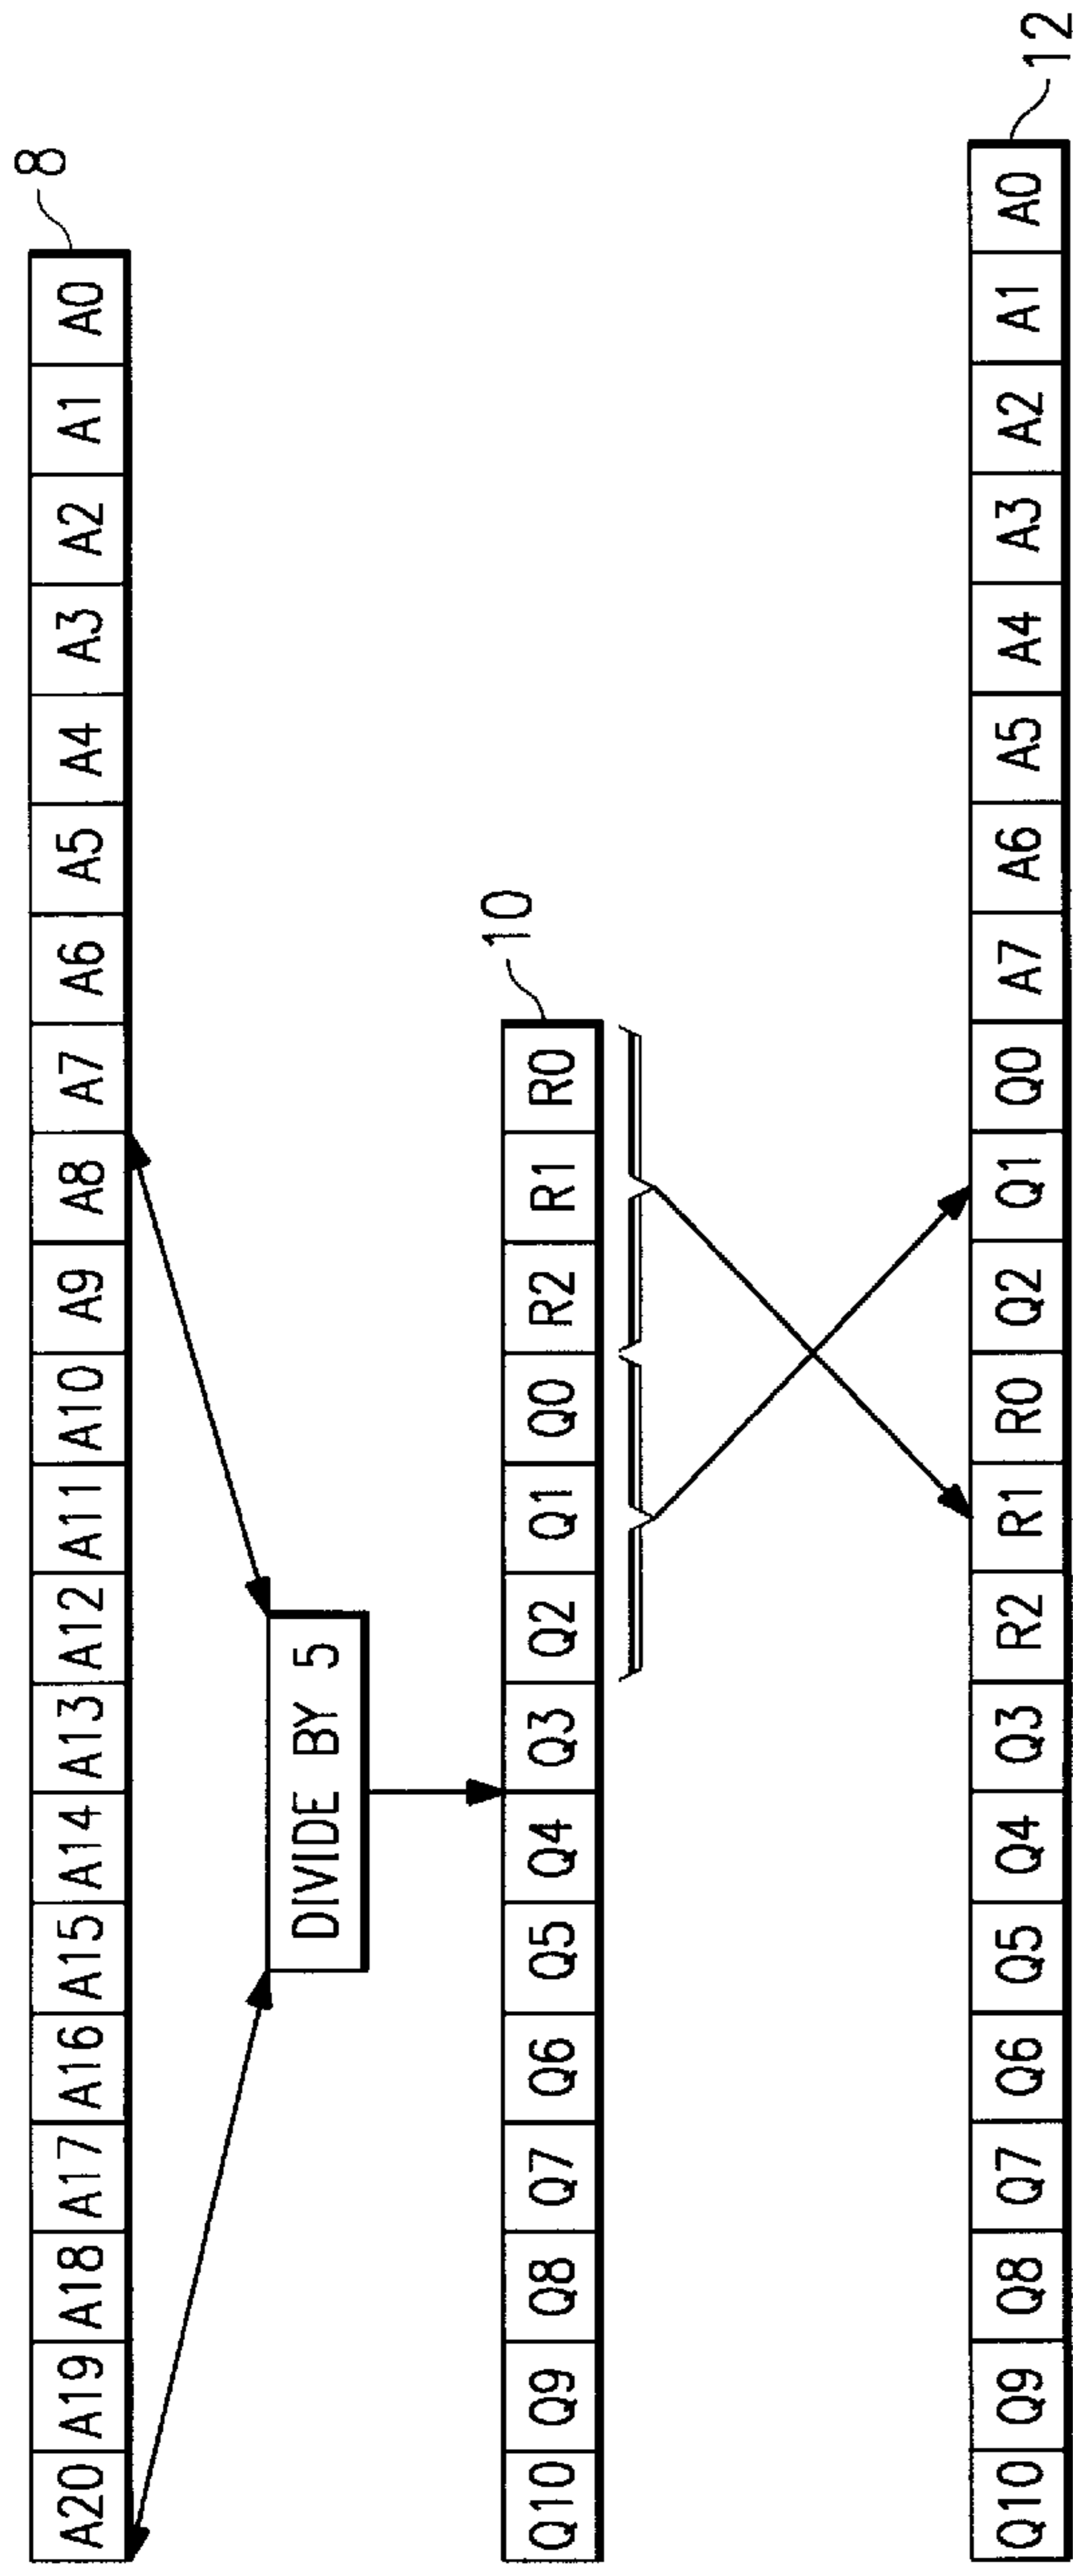 8
A20 A19 A18 A17 A16 A15 A14 A13 A12 A11 A10 A9 A8 A7 A6 A5 A4 A3 A2 A1 A0
DIVIDE BY 5
10
Q10 Q9 Q8 Q7 Q6 Q5 Q4 Q3 Q2 Q1 Q0 R2 R1 R0
12
Q10 Q9 Q8 Q7 Q6 Q5 Q4 Q3 R2 R1 R0 Q2 Q1 Q0 A7 A6 A5 A4 A3 A2 A1 A0